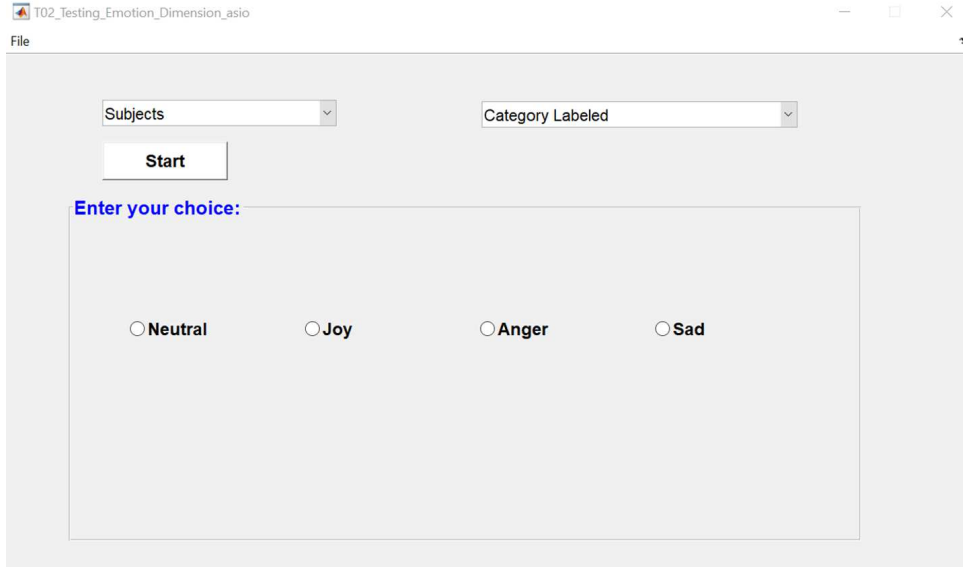 T02_Testing_Emotion_Dimension_asio
File
Subjects
Category Labeled
Start
Enter your choice:
Neutral Joy Anger Sad